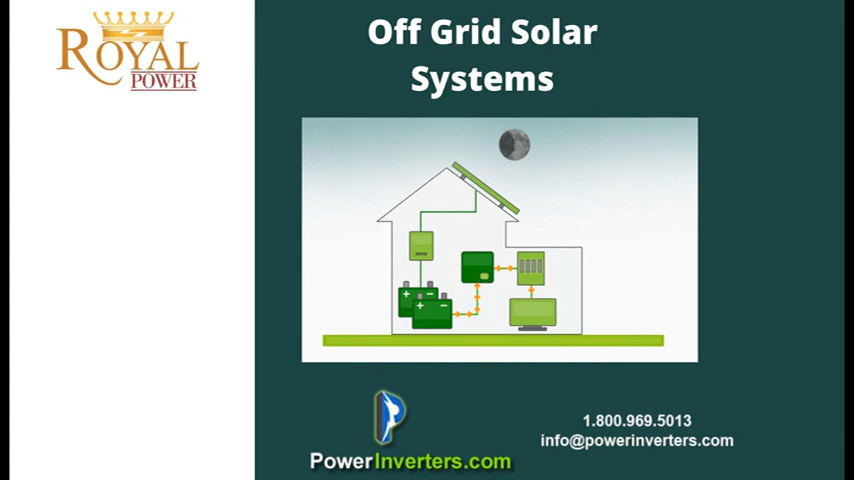 ROYAL
POWER
Off Grid Solar
Systems
+ −
+ −
PowerInverters.com
1.800.969.5013
info@powerinverters.com